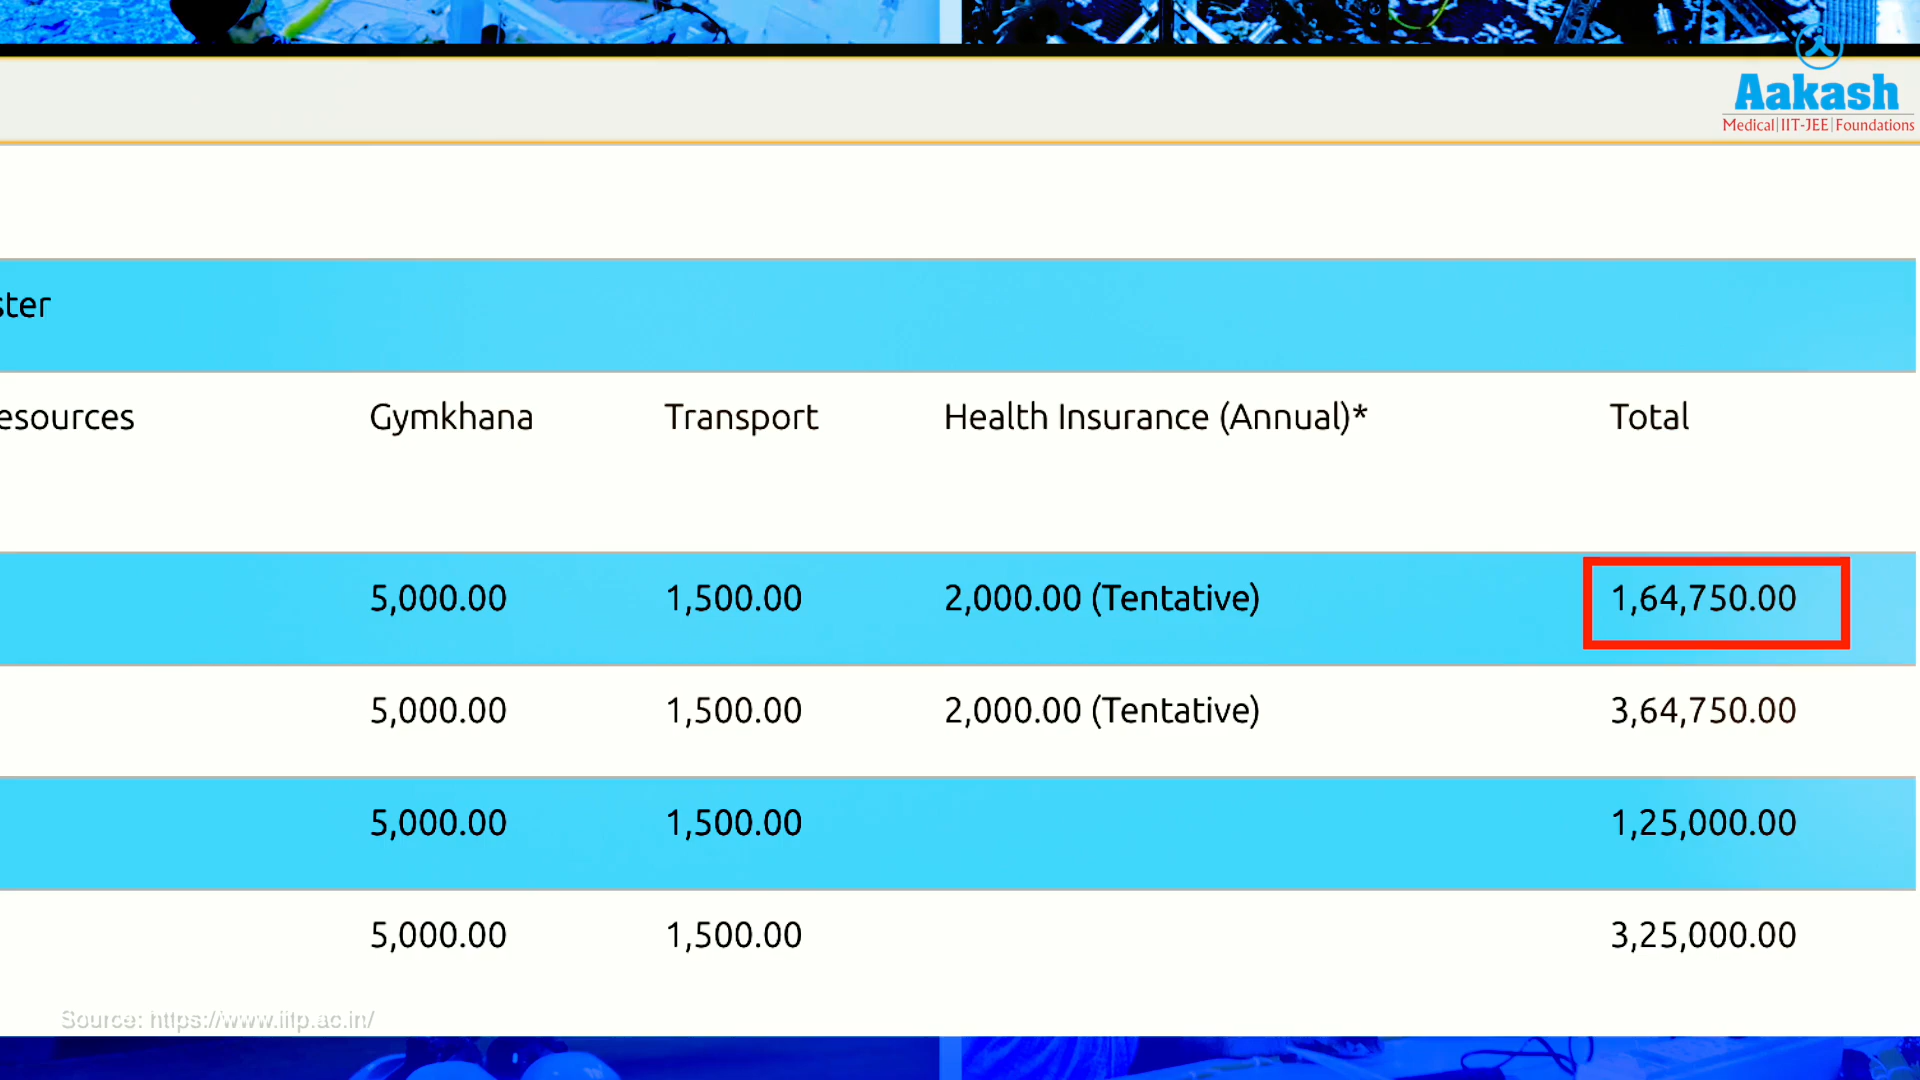 Aakash
Medical|IIT-JEE|Foundations
ster
esources Gymkhana Transport Health Insurance (Annual)* Total
5,000.00 1,500.00 2,000.00 (Tentative) 1,64,750.00
5,000.00 1,500.00 2,000.00 (Tentative) 3,64,750.00
5,000.00 1,500.00 1,25,000.00
5,000.00 1,500.00 3,25,000.00
Source: https://www.iitp.ac.in/